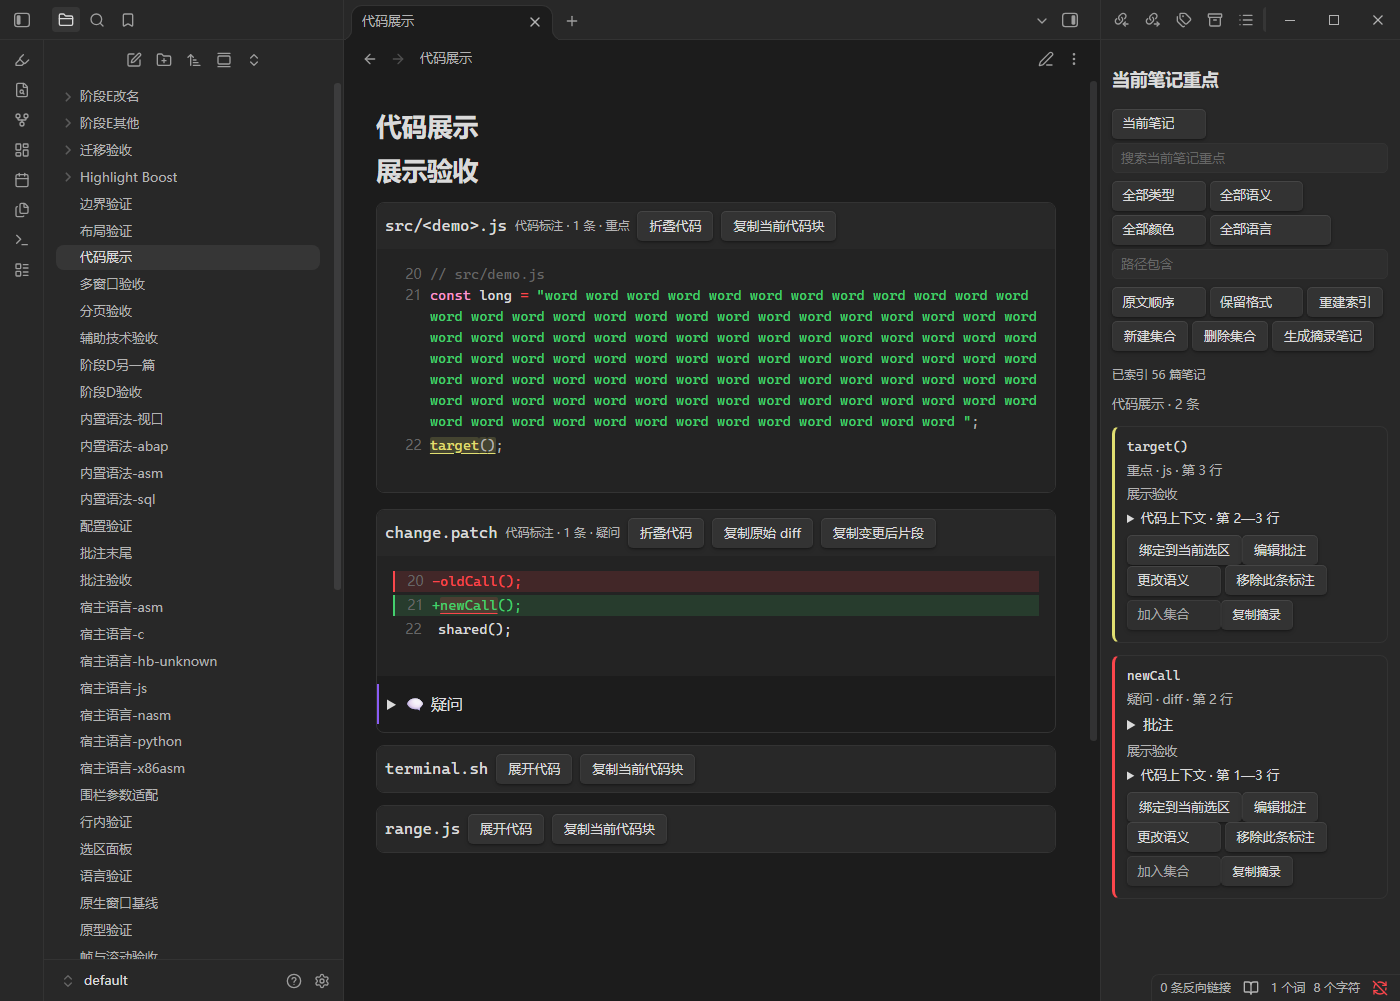 代码展示
代码展示
阶段E改名
阶段E其他
迁移验收
Highlight Boost
边界验证
布局验证
代码展示
多窗口验收
分页验收
辅助技术验收
阶段D另一篇
阶段D验收
内置语法-视口
内置语法-abap
内置语法-asm
内置语法-sql
配置验证
批注末尾
批注验收
宿主语言-asm
宿主语言-c
宿主语言-hb-unknown
宿主语言-js
宿主语言-nasm
宿主语言-python
宿主语言-x86asm
围栏参数适配
行内验证
选区面板
语言验证
原生窗口基线
原型验证
帧与滚动验收
default
代码展示
展示验收
src/<demo>.js 代码标注 · 1 条 · 重点 折叠代码 复制当前代码块
20 // src/demo.js
21 const long = "word word word word word word word word word word word word
word word word word word word word word word word word word word word word
word word word word word word word word word word word word word word word
word word word word word word word word word word word word word word word
word word word word word word word word word word word word word word word
word word word word word word word word word word word word word word word
word word word word word word word word word word word word word ";
22 target();
change.patch 代码标注 · 1 条 · 疑问 折叠代码 复制原始 diff 复制变更后片段
20 -oldCall();
21 +newCall();
22 shared();
疑问
terminal.sh 展开代码 复制当前代码块
range.js 展开代码 复制当前代码块
当前笔记重点
当前笔记
搜索当前笔记重点
全部类型 全部语义
全部颜色 全部语言
路径包含
原文顺序 保留格式 重建索引
新建集合 删除集合 生成摘录笔记
已索引 56 篇笔记
代码展示 · 2 条
target()
重点 · js · 第 3 行
展示验收
代码上下文 · 第 2—3 行
绑定到当前选区 编辑批注
更改语义 移除此条标注
加入集合 复制摘录
newCall
疑问 · diff · 第 2 行
批注
展示验收
代码上下文 · 第 1—3 行
绑定到当前选区 编辑批注
更改语义 移除此条标注
加入集合 复制摘录
0 条反向链接 1 个词 8 个字符